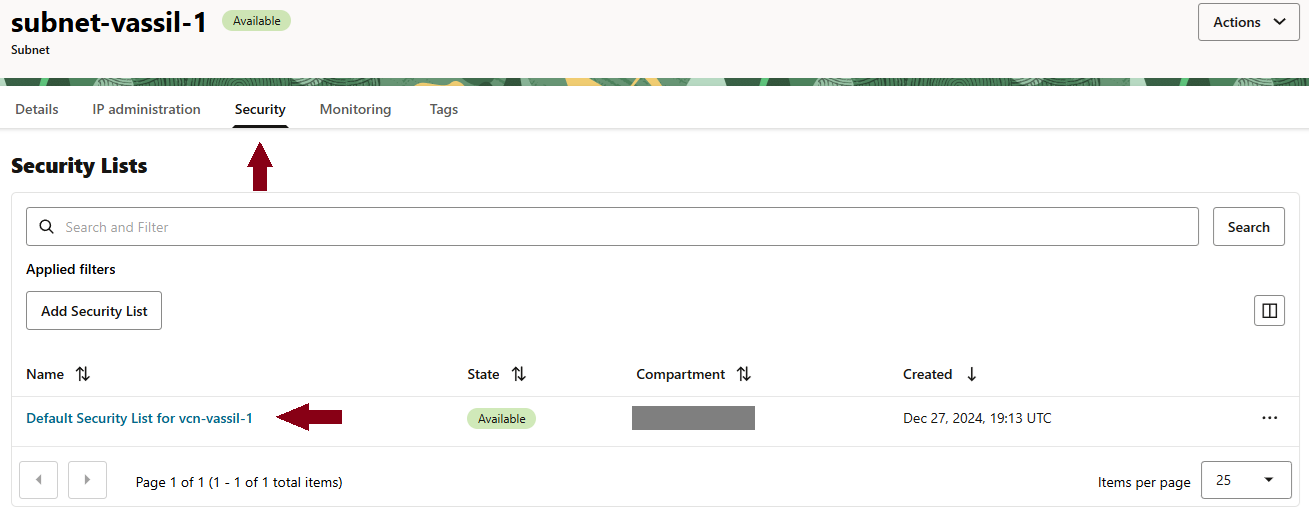 subnet-vassil-1 Available Actions
Subnet
Details IP administration Security Monitoring Tags
Security Lists
Search and Filter Search
Applied filters
Add Security List
Name State Compartment Created
Default Security List for vcn-vassil-1 Available Dec 27, 2024, 19:13 UTC
Page 1 of 1 (1 - 1 of 1 total items) Items per page 25